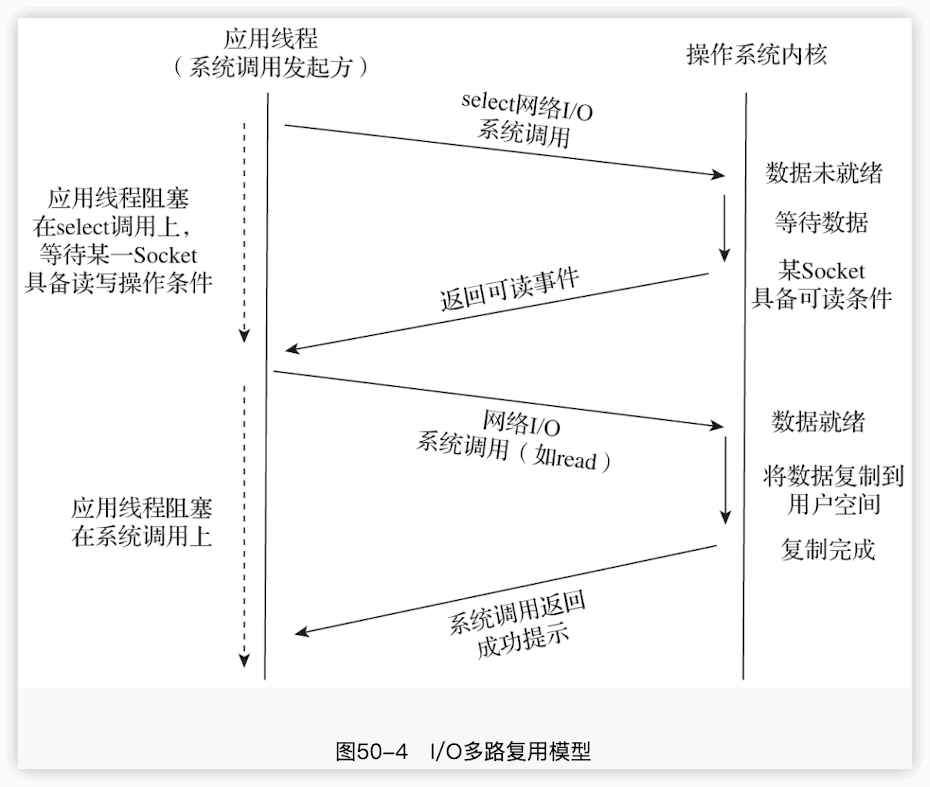 应用线程
（系统调用发起方）
操作系统内核
select网络I/O
系统调用
数据未就绪
应用线程阻塞
在select调用上，
等待某一Socket
具备读写操作条件
等待数据
某Socket
具备可读条件
返回可读事件
网络I/O
系统调用（如read）
数据就绪
将数据复制到
用户空间
应用线程阻塞
在系统调用上
复制完成
系统调用返回
成功提示
图50-4 I/O多路复用模型